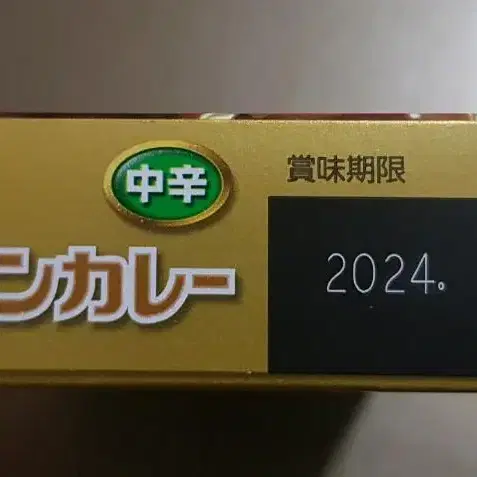 中辛
賞味期限
ンカレー
2024.